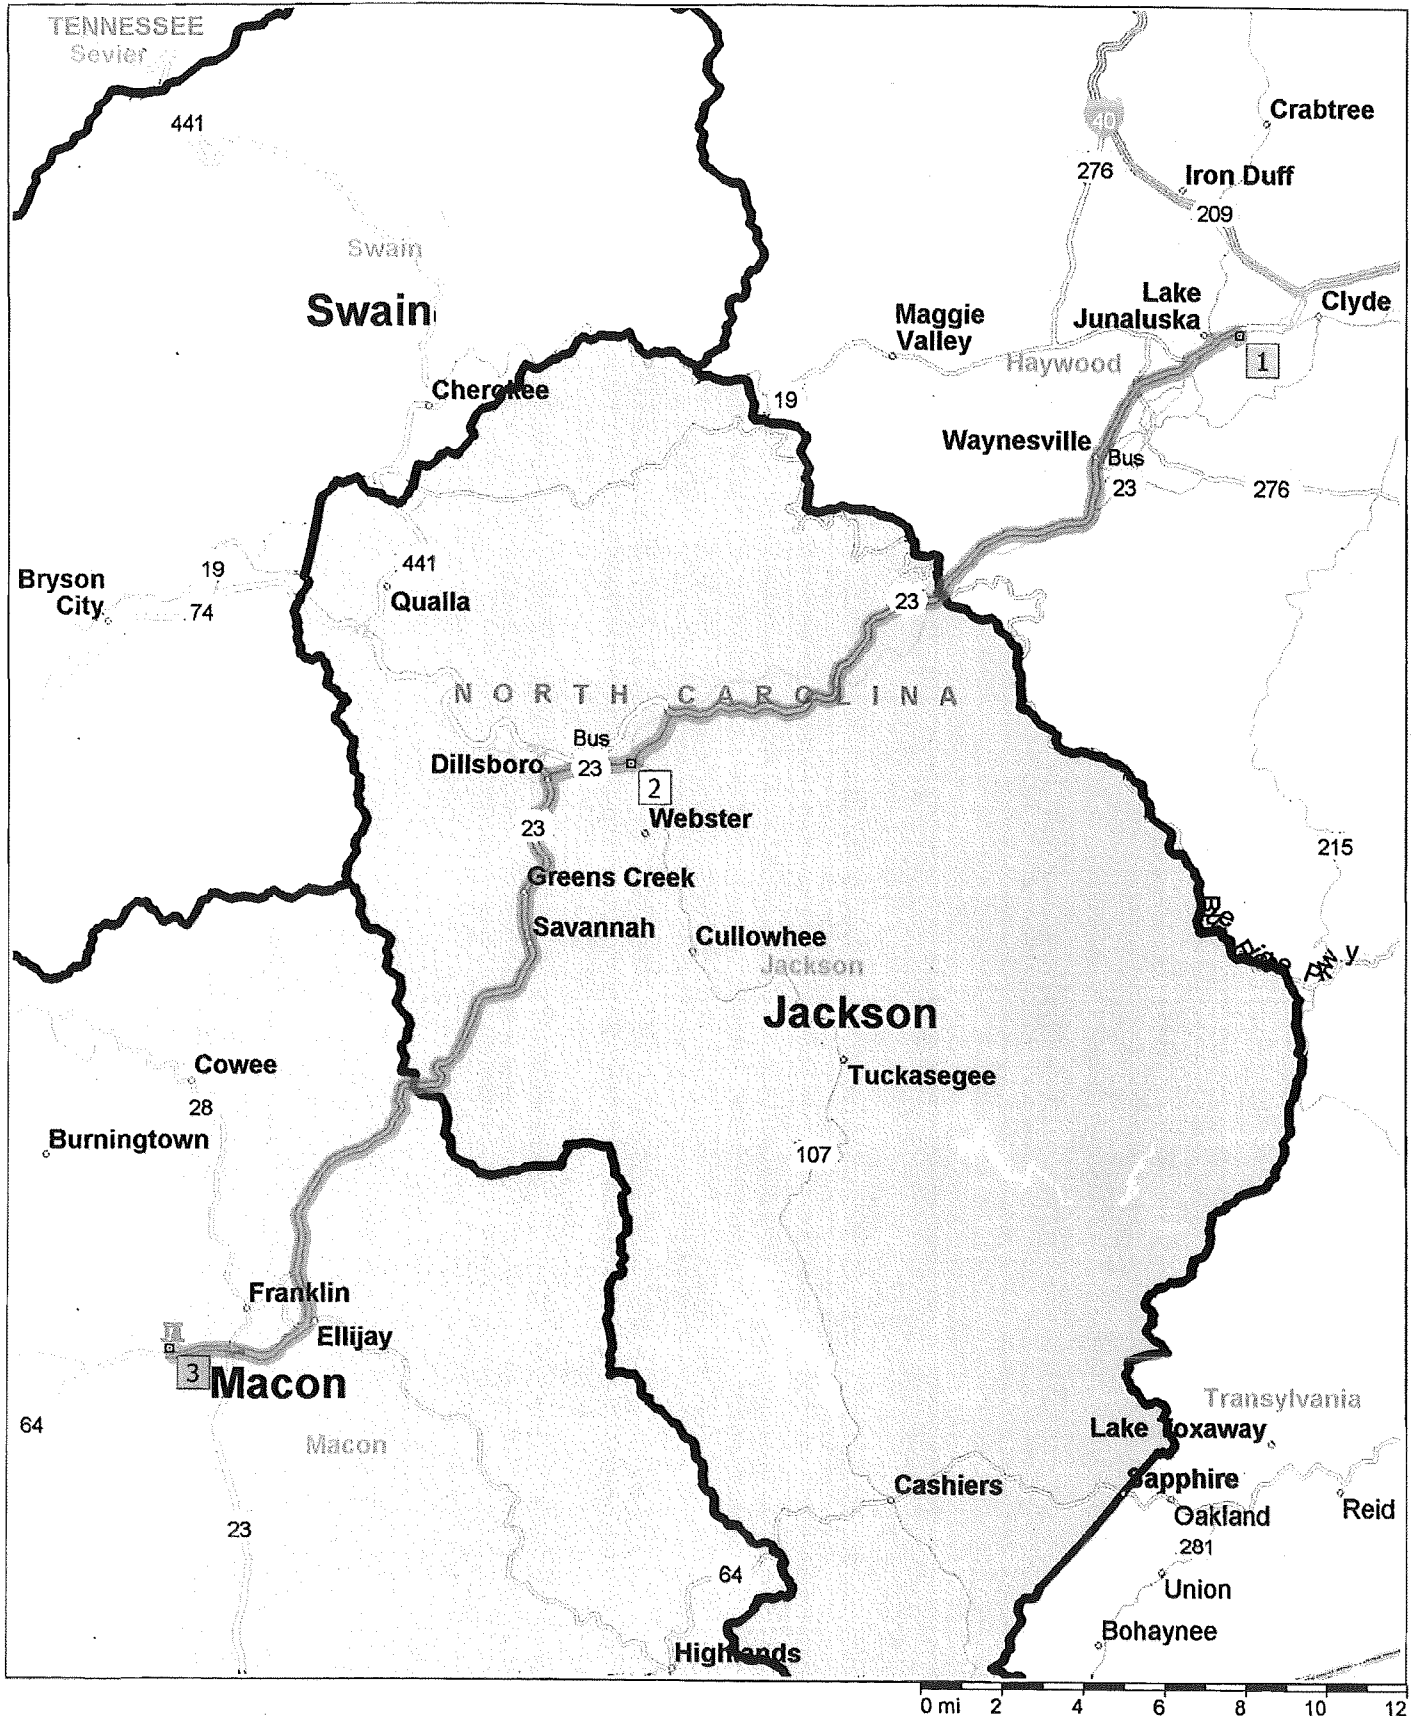 TENNESSEE
Sevier
441
Crabtree
40
276
Iron Duff
209
Swain
Swain
Lake
Junaluska
Clyde
Maggie
Valley
Haywood
1
Cherokee
19
Waynesville
Bus
23
276
441
19
Bryson
City
74
Qualla
23
NORTH CAROLINA
Bus
Dillsboro
23
2
Webster
23
215
Greens Creek
Savannah
Cullowhee
Jackson
Jackson
Cowee
Tuckasegee
28
Burningtown
107
Franklin
Ellijay
3
Macon
64
Macon
Transylvania
Lake Toxaway
Cashiers
Sapphire
Oakland
Reid
23
281
64
Union
Bohaynee
Highlands
0 mi 2 4 6 8 10 12